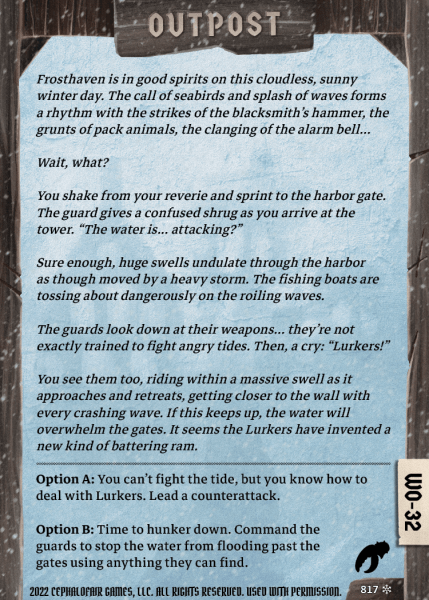 OUTPOST
Frosthaven is in good spirits on this cloudless, sunny
winter day. The call of seabirds and splash of waves forms
a rhythm with the strikes of the blacksmith's hammer, the
grunts of pack animals, the clanging of the alarm bell...
Wait, what?
You shake from your reverie and sprint to the harbor gate.
The guard gives a confused shrug as you arrive at the
tower. “The water is... attacking?”
Sure enough, huge swells undulate through the harbor
as though moved by a heavy storm. The fishing boats are
tossing about dangerously on the roiling waves.
The guards look down at their weapons... they're not
exactly trained to fight angry tides. Then, a cry: “Lurkers!”
You see them too, riding within a massive swell as it
approaches and retreats, getting closer to the wall with
every crashing wave. If this keeps up, the water will
overwhelm the gates. It seems the Lurkers have invented a
new kind of battering ram.
Option A: You can't fight the tide, but you know how to
deal with Lurkers. Lead a counterattack.
Option B: Time to hunker down. Command the
guards to stop the water from flooding past the
gates using anything they can find.
WO-32
2022 CEPHALOFAIR GAMES, LLC. ALL RIGHTS RESERVED. USED WITH PERMISSION.
817